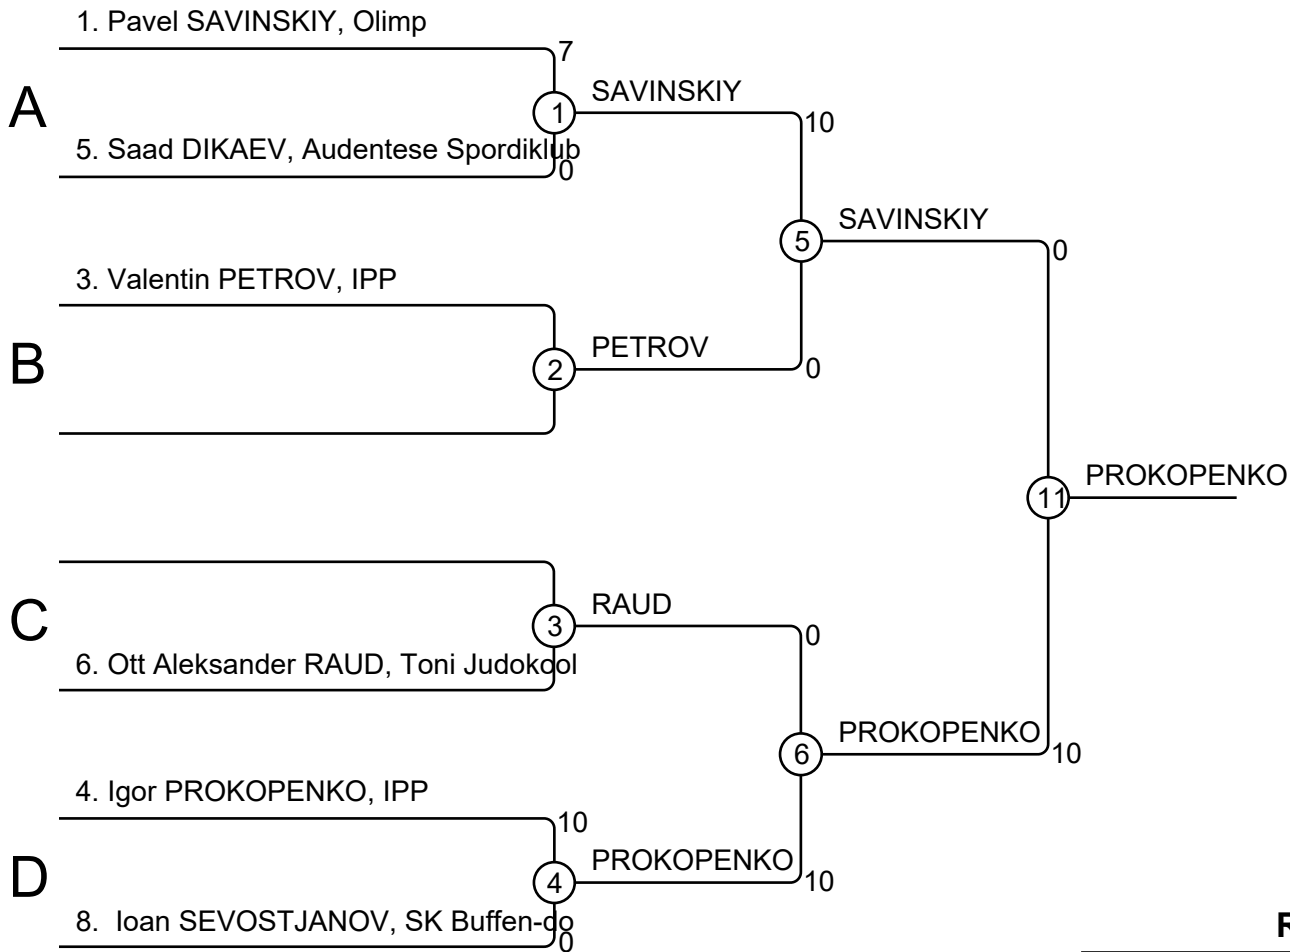 1. Pavel SAVINSKIY, Olimp
7
A
1
SAVINSKIY
10
5. Saad DIKAEV, Audentese Spordiklub
0
5
SAVINSKIY
0
3. Valentin PETROV, IPP
B
2
PETROV
0
11
PROKOPENKO
C
3
RAUD
0
6. Ott Aleksander RAUD, Toni Judokool
6
PROKOPENKO
10
4. Igor PROKOPENKO, IPP
10
D
4
PROKOPENKO
10
8. Ioan SEVOSTJANOV, SK Buffen-do
0
R